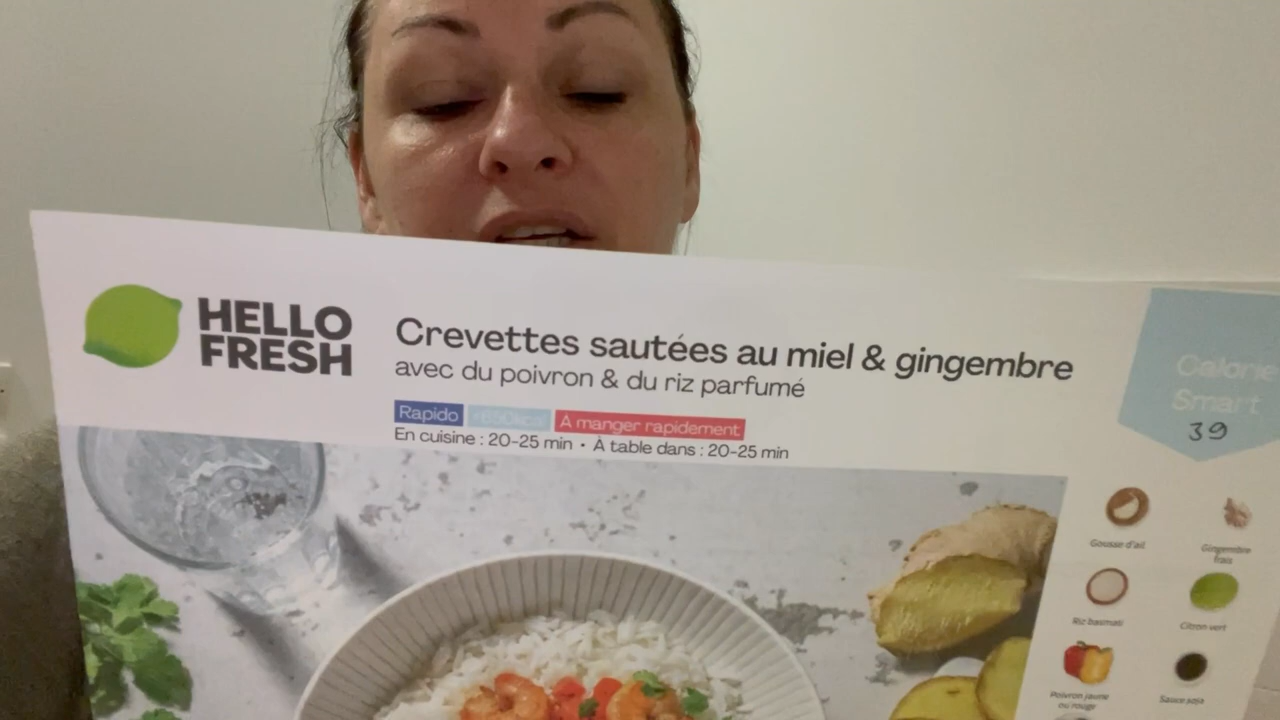 HELLO
FRESH
Crevettes sautées au miel & gingembre
avec du poivron & du riz parfumé
Rapido
À manger rapidement
En cuisine : 20-25 min • À table dans : 20-25 min
Calorie
Smart
39
Gousse d'ail
Gingembre
frais
Riz basmati
Citron vert
Poivron jaune
ou rouge
Sauce soja